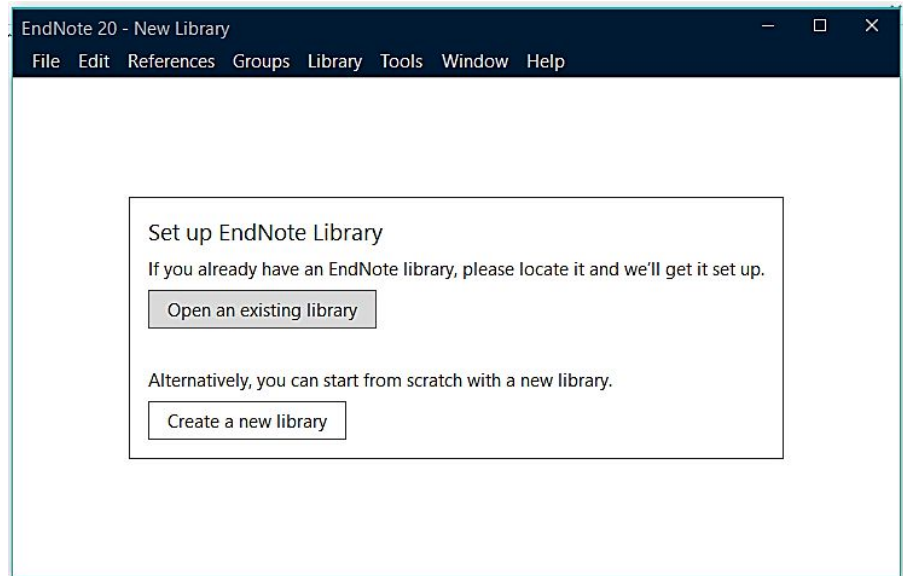 EndNote 20 - New Library
File Edit References Groups Library Tools Window Help
Set up EndNote Library
If you already have an EndNote library, please locate it and we'll get it set up.
Open an existing library
Alternatively, you can start from scratch with a new library.
Create a new library